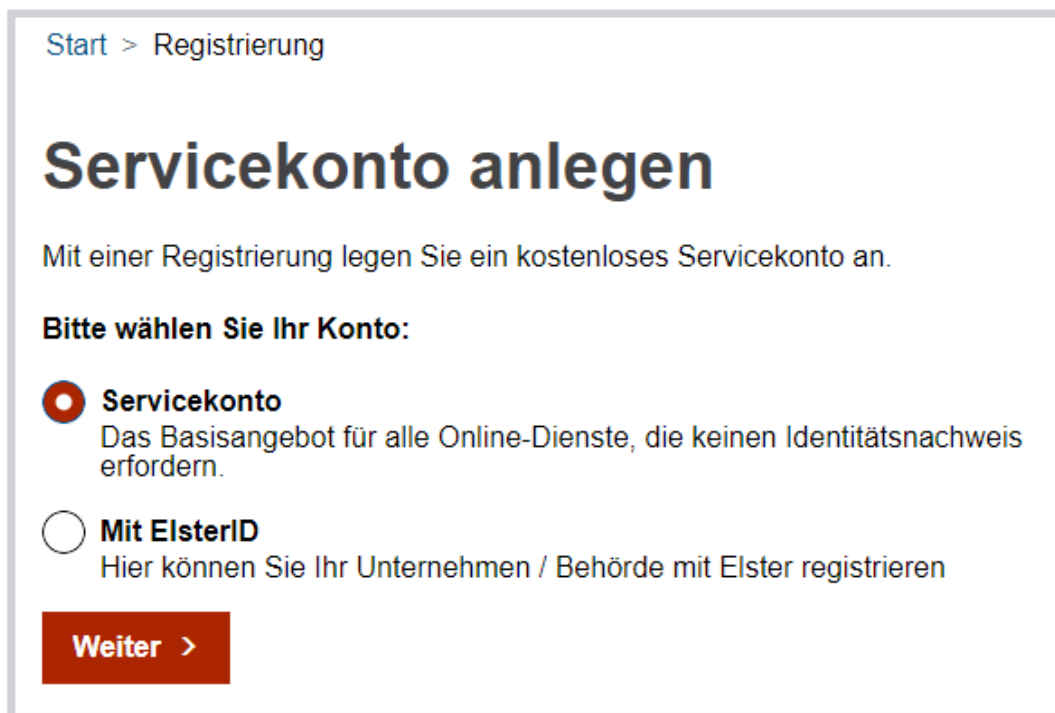 Start > Registrierung
Servicekonto anlegen
Mit einer Registrierung legen Sie ein kostenloses Servicekonto an.
Bitte wählen Sie Ihr Konto:
Servicekonto
Das Basisangebot für alle Online-Dienste, die keinen Identitätsnachweis
erfordern.
Mit ElsterID
Hier können Sie Ihr Unternehmen / Behörde mit Elster registrieren
Weiter >